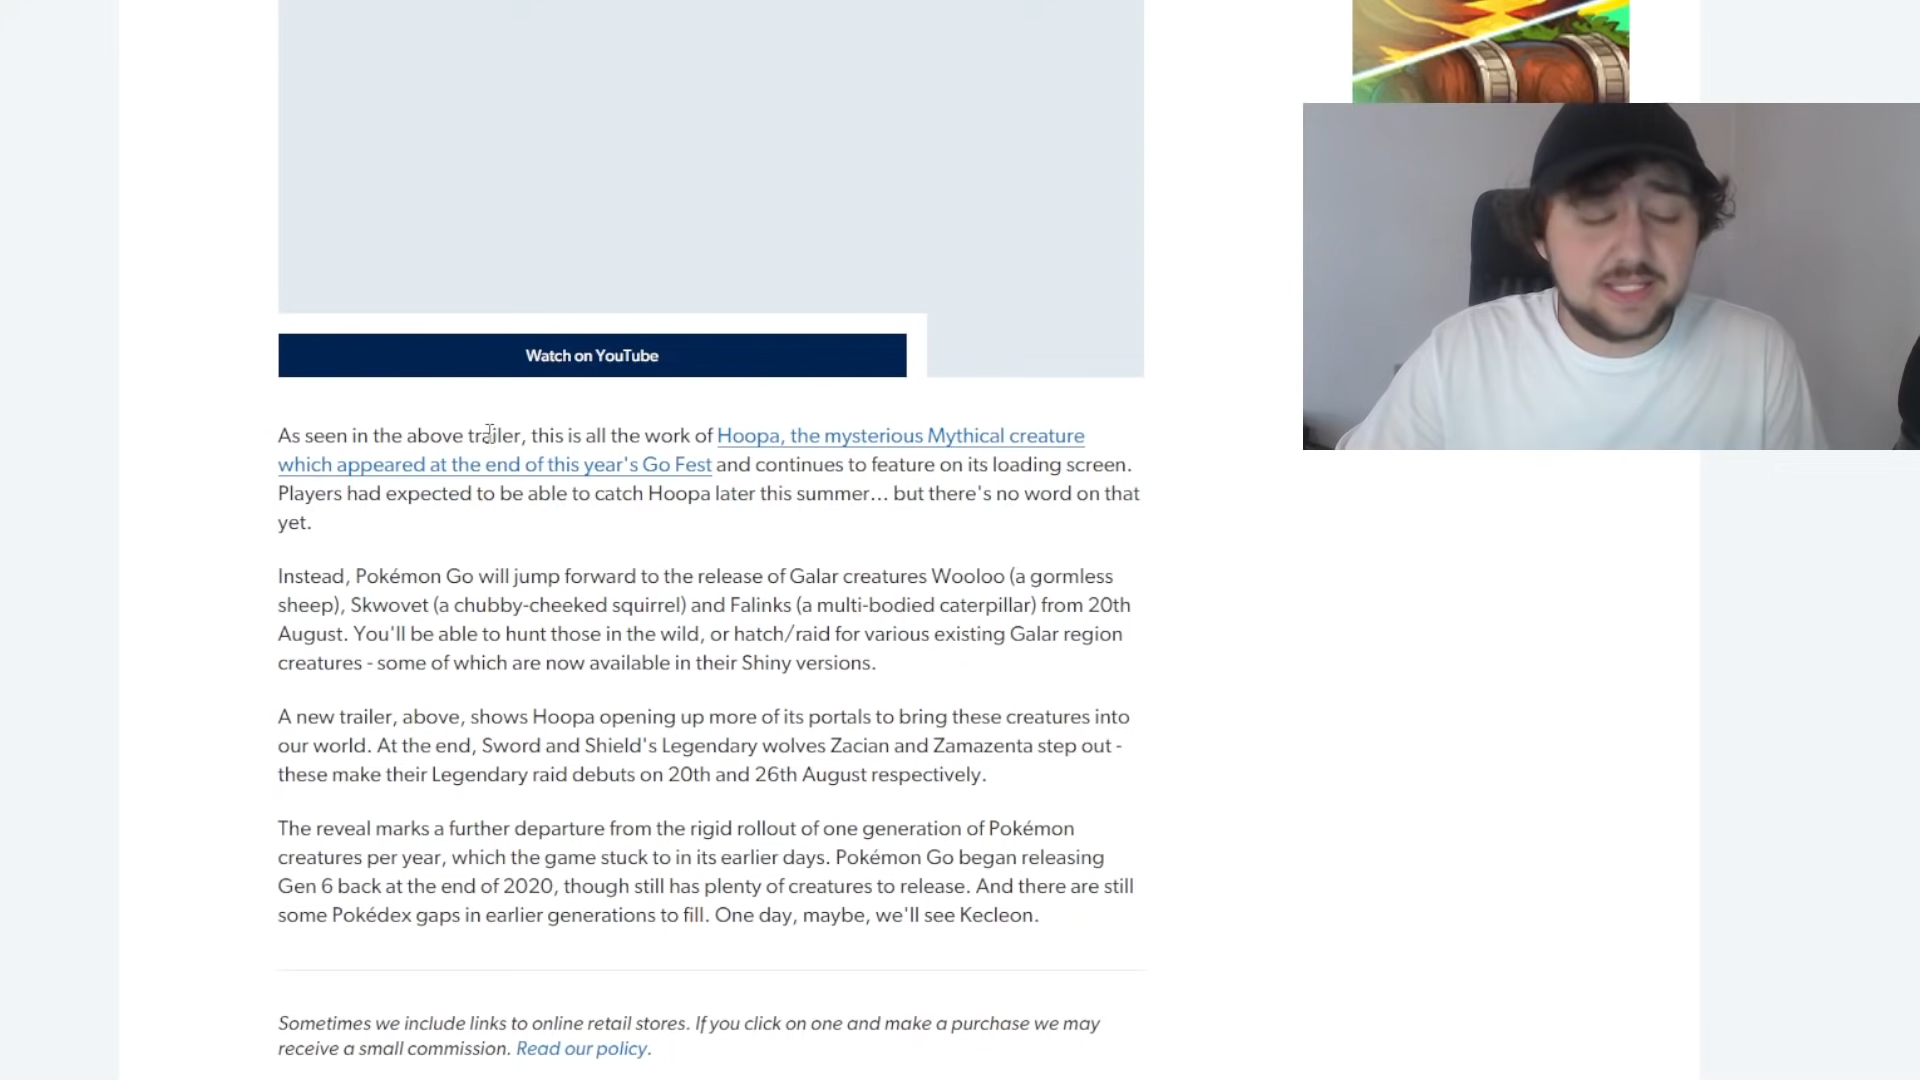 Watch on YouTube
As seen in the above trailer, this is all the work of Hoopa, the mysterious Mythical creature
which appeared at the end of this year's Go Fest and continues to feature on its loading screen.
Players had expected to be able to catch Hoopa later this summer... but there's no word on that
yet.
Instead, Pokémon Go will jump forward to the release of Galar creatures Wooloo (a gormless
sheep), Skwovet (a chubby-cheeked squirrel) and Falinks (a multi-bodied caterpillar) from 20th
August. You'll be able to hunt those in the wild, or hatch/raid for various existing Galar region
creatures - some of which are now available in their Shiny versions.
A new trailer, above, shows Hoopa opening up more of its portals to bring these creatures into
our world. At the end, Sword and Shield's Legendary wolves Zacian and Zamazenta step out -
these make their Legendary raid debuts on 20th and 26th August respectively.
The reveal marks a further departure from the rigid rollout of one generation of Pokémon
creatures per year, which the game stuck to in its earlier days. Pokémon Go began releasing
Gen 6 back at the end of 2020, though still has plenty of creatures to release. And there are still
some Pokédex gaps in earlier generations to fill. One day, maybe, we'll see Kecleon.
Sometimes we include links to online retail stores. If you click on one and make a purchase we may
receive a small commission. Read our policy.